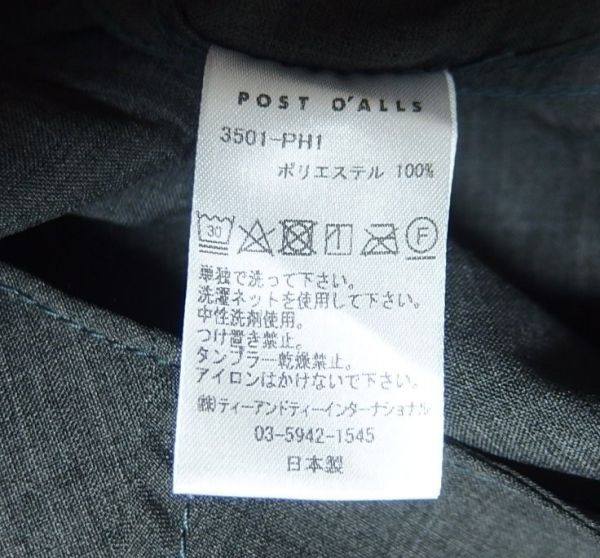 POST O'ALLS
3501-PH1
ポリエステル 100%
30
F
単独で洗って下さい。
洗濯ネットを使用して下さい。
中性洗剤使用。
つけ置き禁止。
タンブラー乾燥禁止。
アイロンはかけないで下さい。
㈱ティーアンドティーインターナショナル
03-5942-1545
日本製